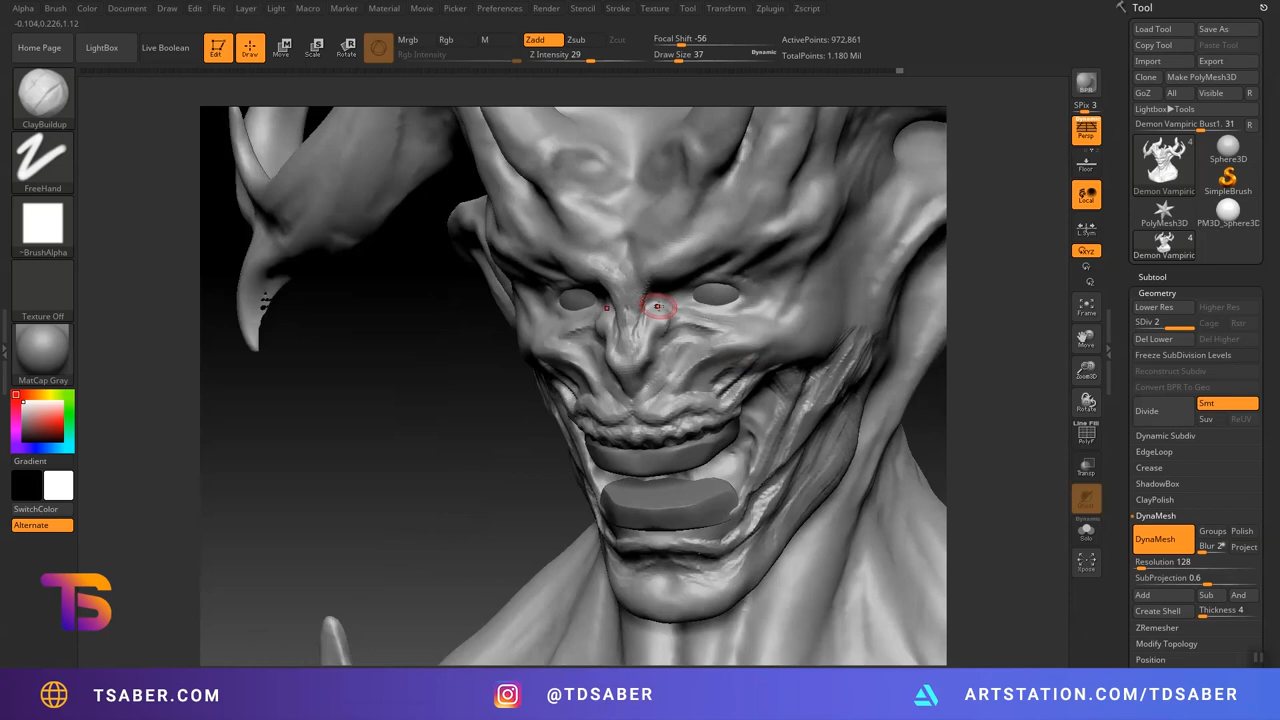 Alpha Brush Color Document Draw Edit File Layer Light Macro Marker Material Movie Picker Preferences Render Stencil Stroke Texture Tool Transform Zplugin Zscript
Tool
-0.104,0.226,1.12
Load Tool Save As
Copy Tool Paste Tool
Import Export
Clone Make PolyMesh3D
GoZ All Visible R
Lightbox▶Tools
Demon Vampiric Bust1. 31 R
Home Page LightBox Live Boolean
Edit Draw Move Scale Rotate
Mrgb Rgb M
Rgb Intensity
Zadd Zsub Zcut
Z Intensity 29
Focal Shift -56
Draw Size 37 Dynamic
ActivePoints: 972,861
TotalPoints: 1.180 Mil
ClayBuildup
FreeHand
~BrushAlpha
Texture Off
MatCap Gray
Gradient
SwitchColor
Alternate
BPR
SPix 3
Dynamic
Persp
Floor
Local
L.Sym
XYZ
Frame
Move
Zoom3D
Rotate
Line Fill
PolyF
Transp
Dynamic
Solo
Xpose
4
Sphere3D
Demon Vampiric SimpleBrush
PolyMesh3D PM3D_Sphere3D
4
Demon Vampiric
Subtool
Geometry
Lower Res Higher Res
SDiv 2 Cage Rstr
Del Lower Del Higher
Freeze SubDivision Levels
Reconstruct Subdiv
Convert BPR To Geo
Divide Smt
Suv ReUV
Dynamic Subdiv
EdgeLoop
Crease
ShadowBox
ClayPolish
DynaMesh
DynaMesh Groups Polish
Blur 2 Project
Resolution 128
SubProjection 0.6
Add Sub And
Create Shell Thickness 4
ZRemesher
Modify Topology
Position
TS
TSABER.COM
@TDSABER
ARTSTATION.COM/TDSABER